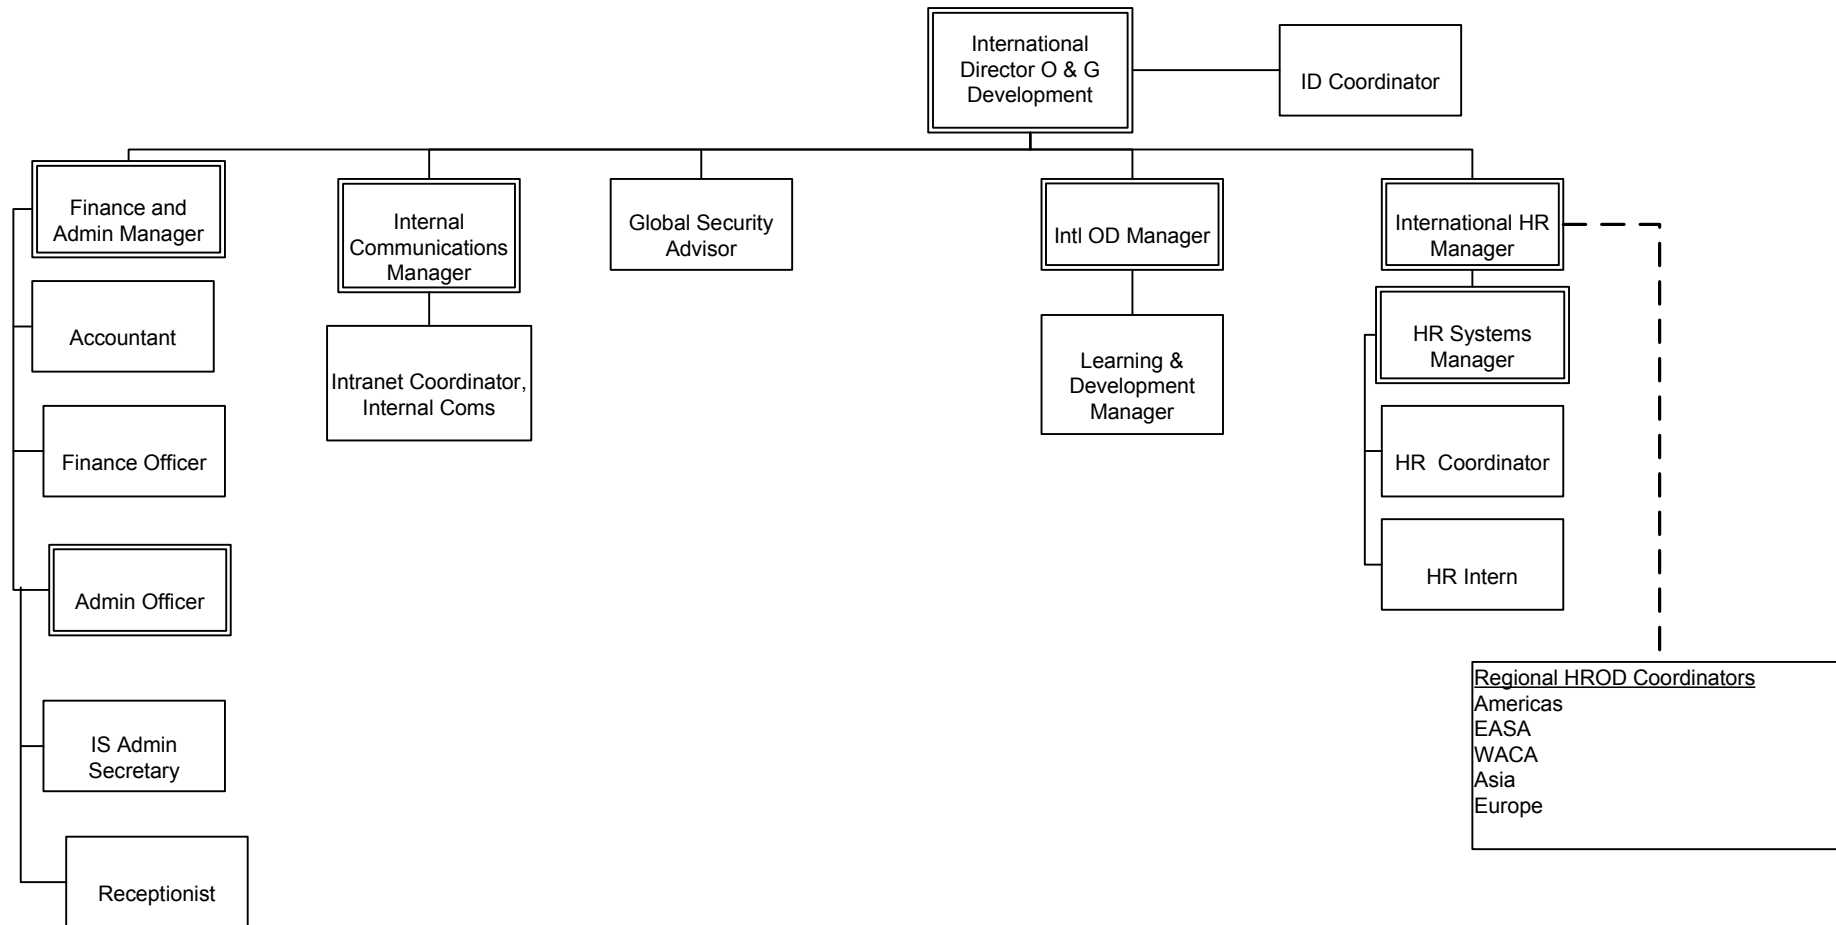 International
Director O & G
Development
ID Coordinator
Finance and
Admin Manager
Internal
Communications
Manager
Global Security
Advisor
Intl OD Manager
International HR
Manager
Accountant
Intranet Coordinator,
Internal Coms
Learning &
Development
Manager
HR Systems
Manager
Finance Officer
HR  Coordinator
Admin Officer
HR Intern
IS Admin
Secretary
Receptionist
Regional HROD Coordinators
Americas
EASA
WACA
Asia
Europe